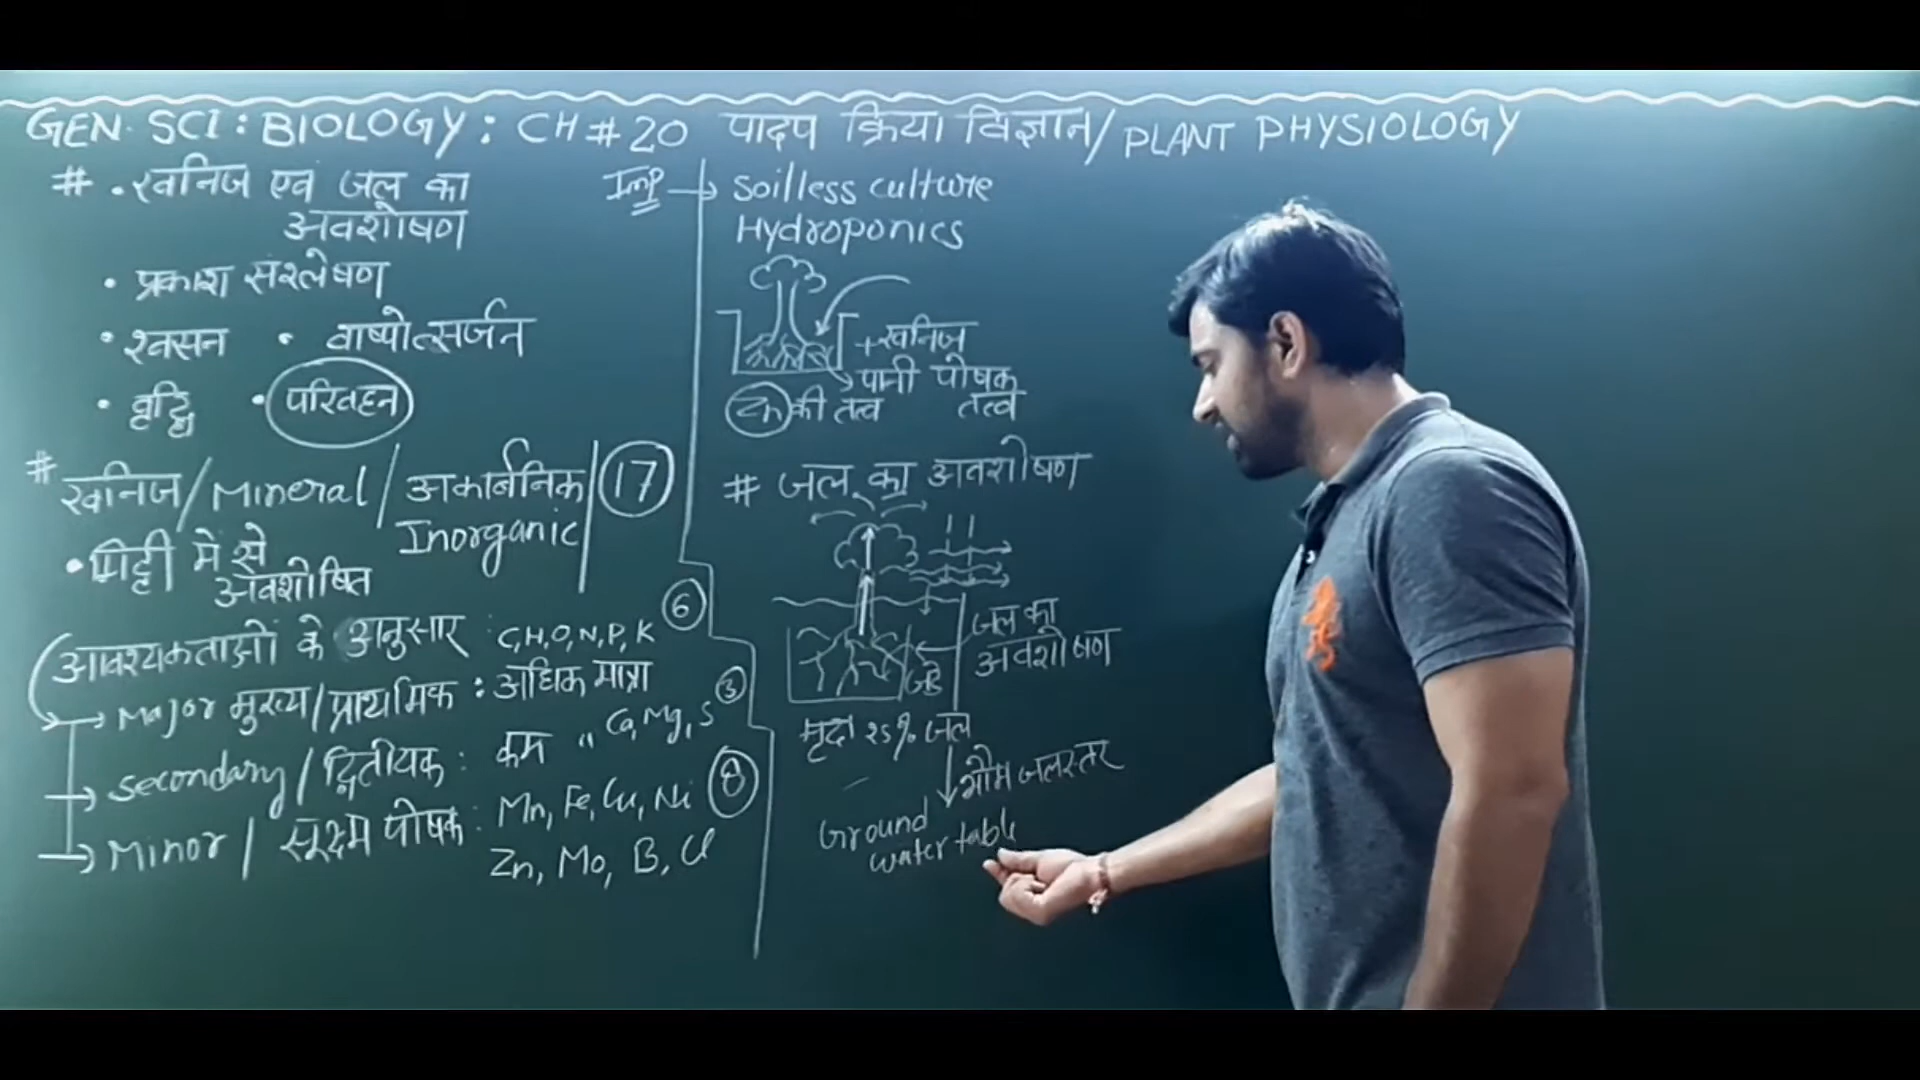 GEN. SCI : BIOLOGY : CH # 20 पादप क्रिया विज्ञान / PLANT PHYSIOLOGY
# • खनिज एवं जल का
अवशोषण
• प्रकाश संश्लेषण
• श्वसन • वाष्पोत्सर्जन
• वृद्धि • परिवहन
# खनिज / Mineral / अकार्बनिक / 17
Inorganic
• मिट्टी में से
अवशोषित
आवश्यकताओं के अनुसार : C, H, O, N, P, K 6
→ Major मुख्य / प्राथमिक : अधिक मात्रा
→ Secondary / द्वितीयक : कम " Ca, Mg, S 3
→ Minor / सूक्ष्म पोषक : Mn, Fe, Cu, Ni 8
Zn, Mo, B, Cl
Imp → Soilless culture
Hydroponics
+ खनिज
→ पानी पोषक
Zn की तत्व तत्व
# जल का अवशोषण
जल का
अवशोषण
जड़े
मृदा 25% जल
भौम जलस्तर
Ground
water table